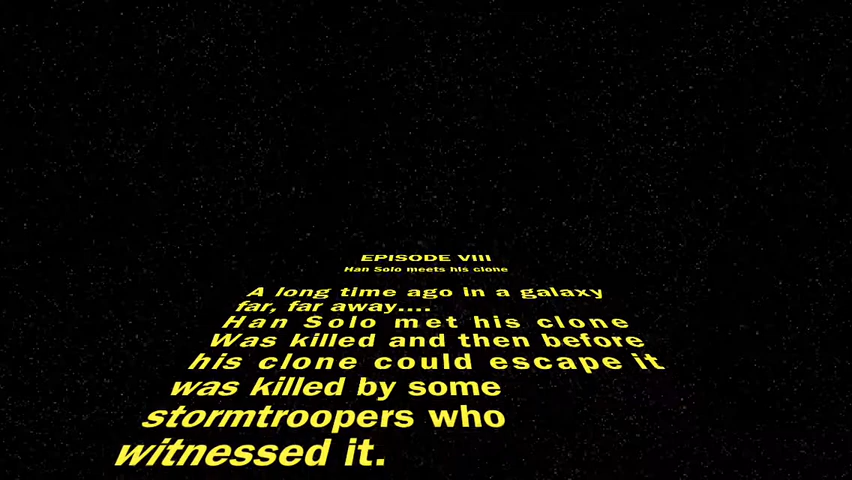 EPISODE VIII
Han Solo meets his clone
A long time ago in a galaxy
far, far away....
Han Solo met his clone
Was killed and then before
his clone could escape it
was killed by some
stormtroopers who
witnessed it.